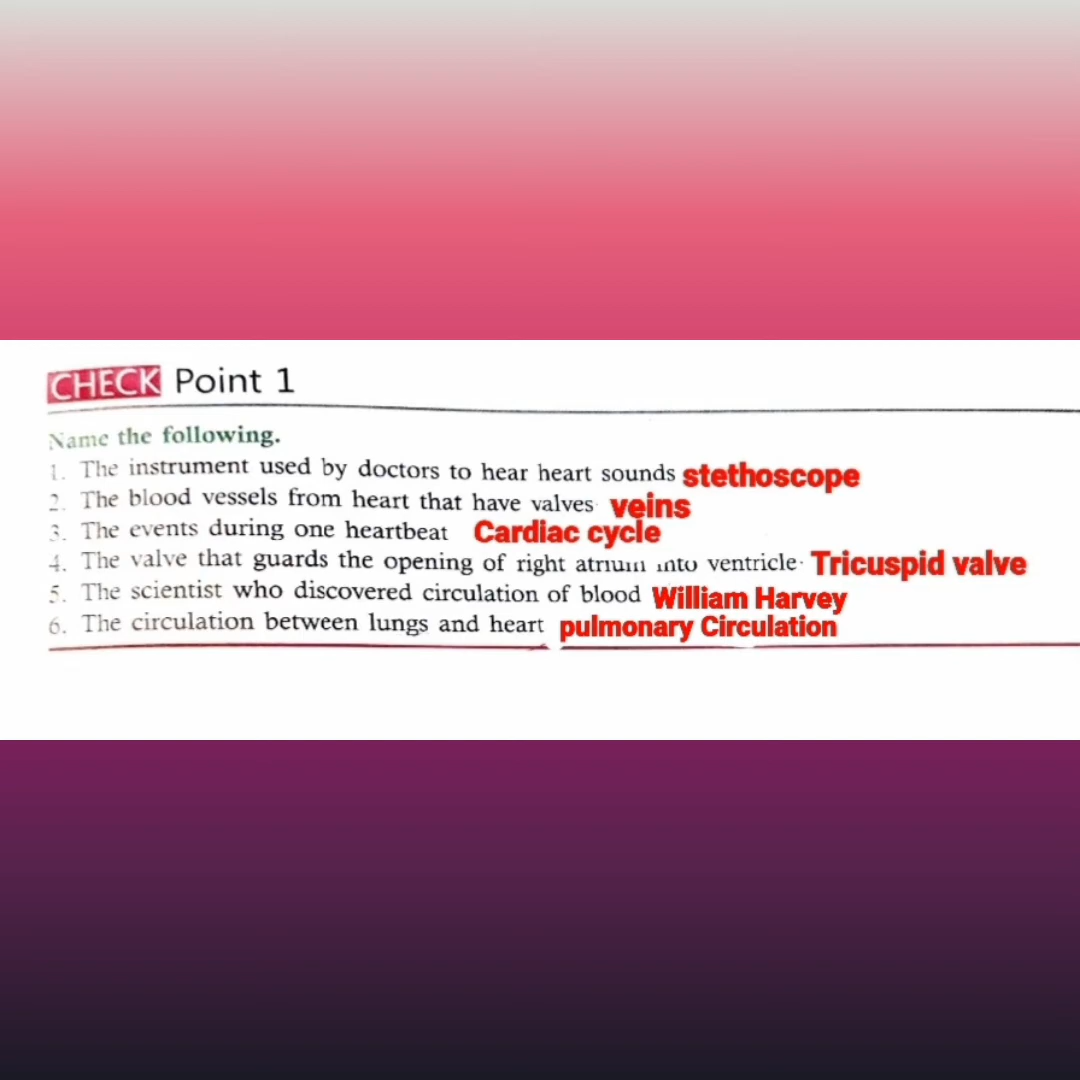 CHECK Point 1
Name the following.
1. The instrument used by doctors to hear heart sounds stethoscope
2. The blood vessels from heart that have valves veins
3. The events during one heartbeat Cardiac cycle
4. The valve that guards the opening of right atrium into ventricle Tricuspid valve
5. The scientist who discovered circulation of blood William Harvey
6. The circulation between lungs and heart pulmonary Circulation